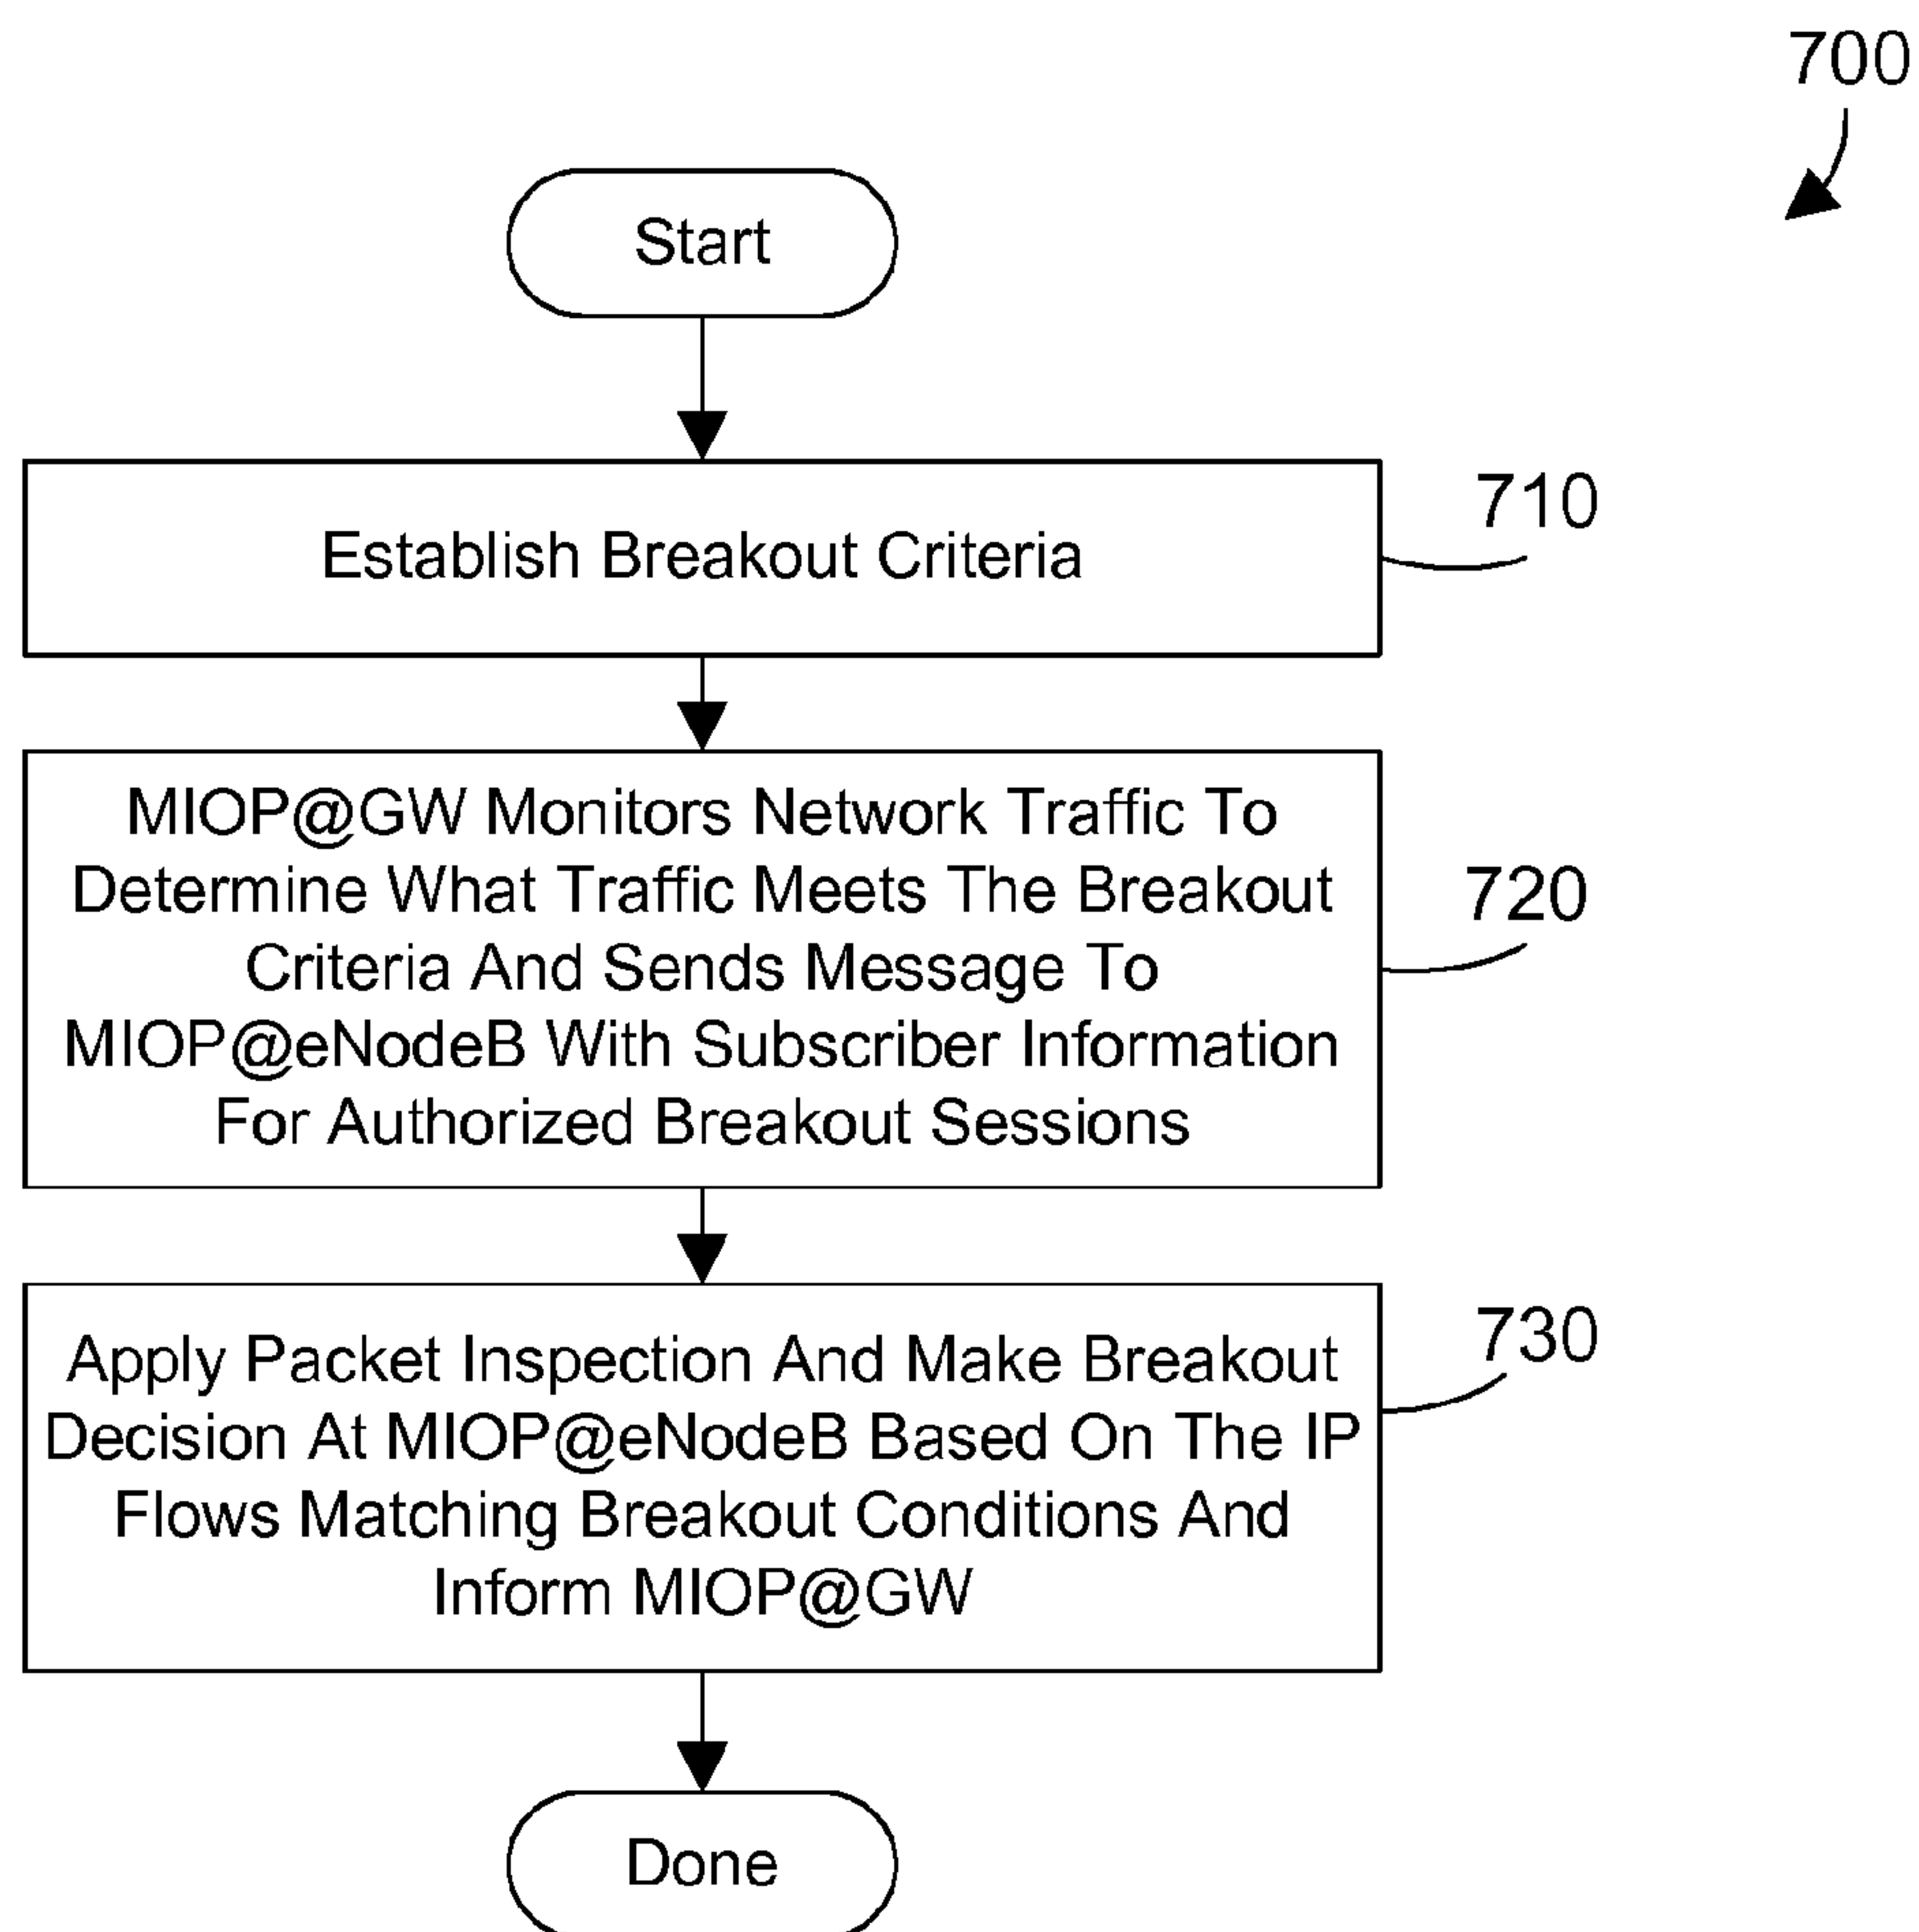 700
Start
Establish Breakout Criteria
710
MIOP@GW Monitors Network Traffic To
Determine What Traffic Meets The Breakout
Criteria And Sends Message To
MIOP@eNodeB With Subscriber Information
For Authorized Breakout Sessions
720
Apply Packet Inspection And Make Breakout
Decision At MIOP@eNodeB Based On The IP
Flows Matching Breakout Conditions And
Inform MIOP@GW
730
Done